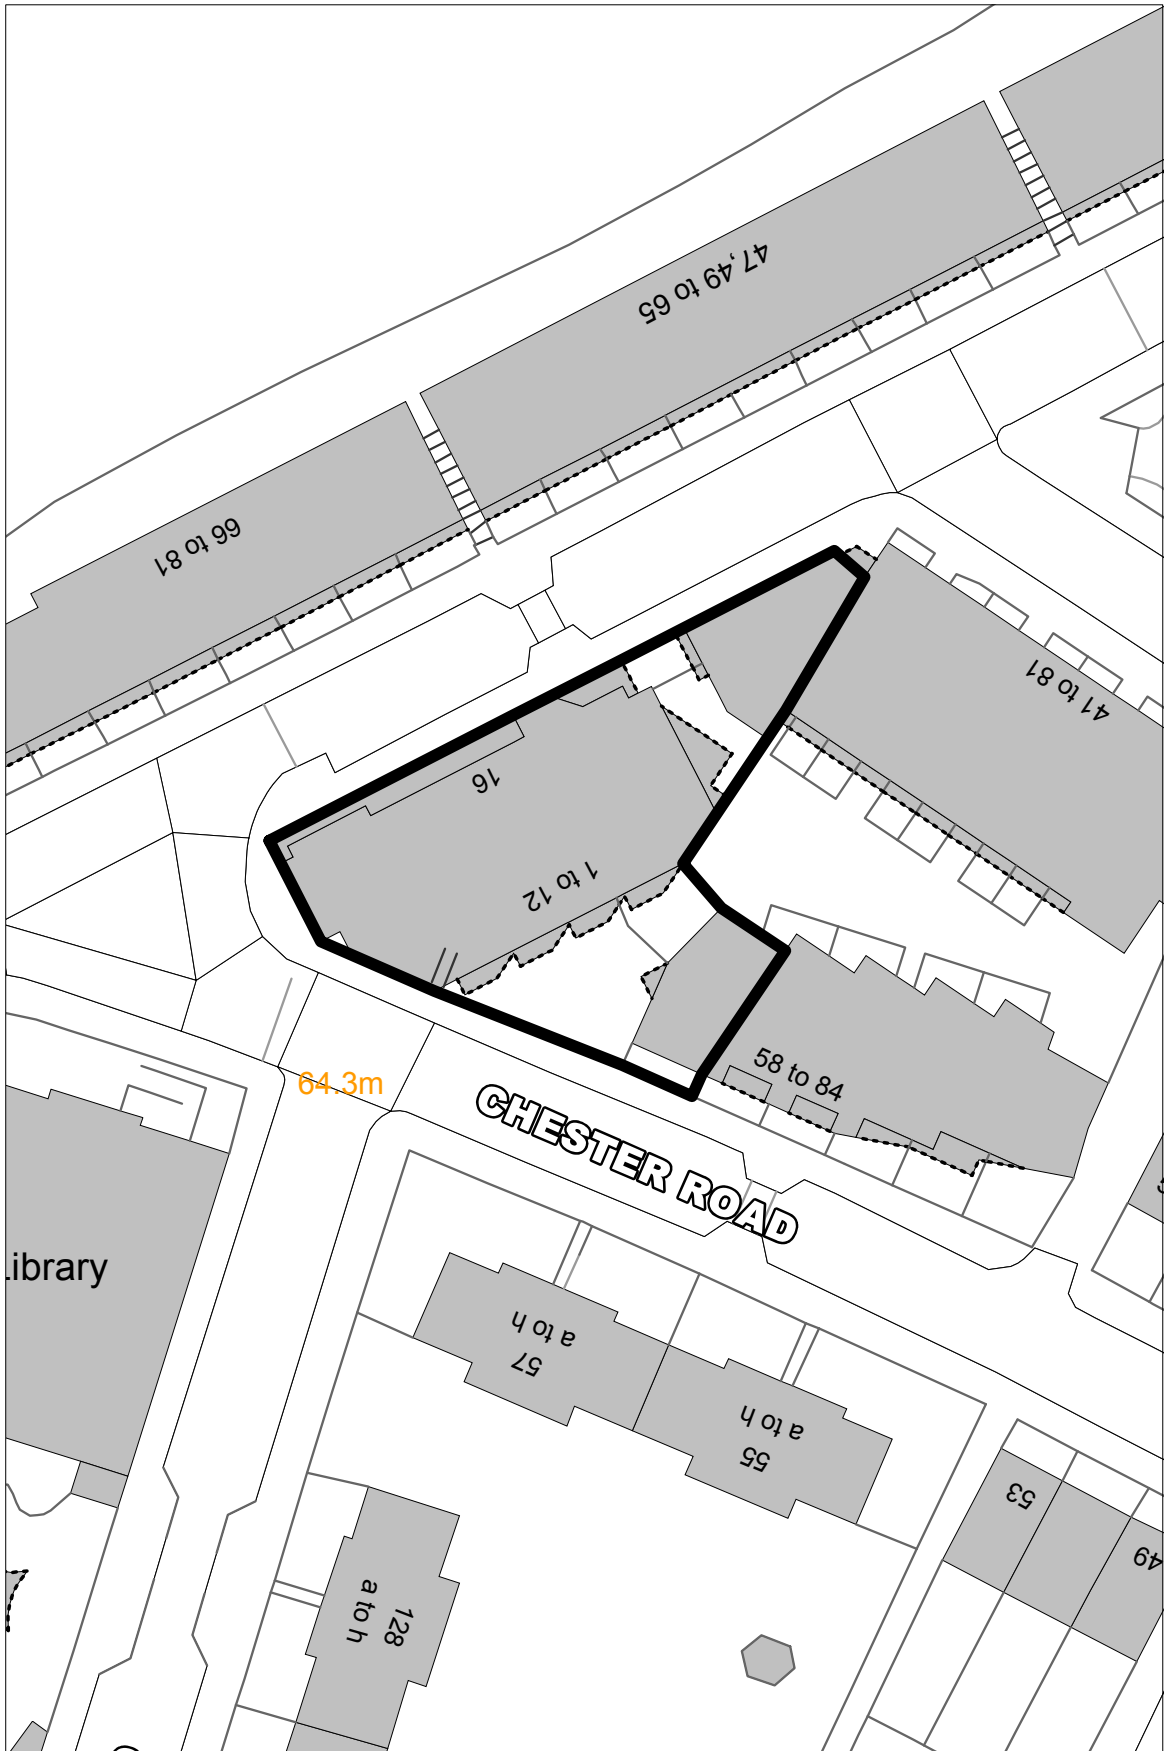 47,49 to 65
66 to 81
41 to 81
16
1 to 12
58 to 84
64.3m
CHESTER ROAD
ibrary
a to h
57
a to h
55
53
49
128
a to h